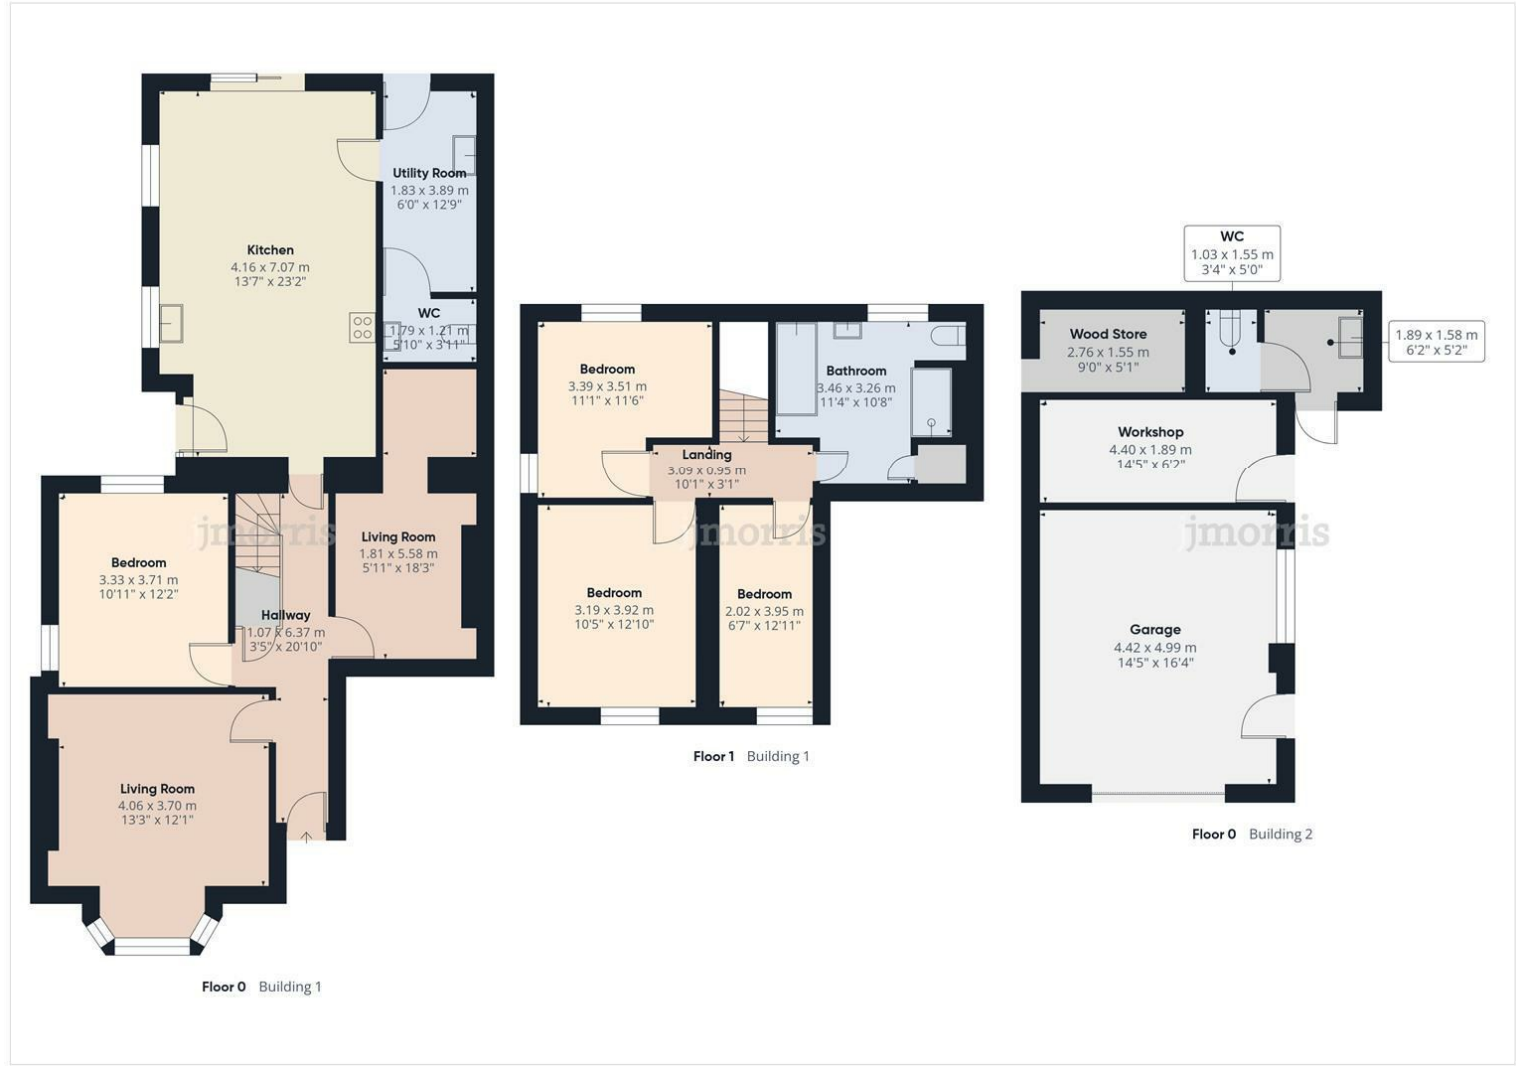 Kitchen
4.16 x 7.07 m
13'7" x 23'2"
Utility Room
1.83 x 3.89 m
6'0" x 12'9"
WC
1.79 x 1.21 m
5'10" x 3'11"
Living Room
1.81 x 5.58 m
5'11" x 18'3"
Bedroom
3.33 x 3.71 m
10'11" x 12'2"
Hallway
1.07 x 6.37 m
3'5" x 20'10"
Living Room
4.06 x 3.70 m
13'3" x 12'1"
jmorris
Floor 0 Building 1
Bedroom
3.39 x 3.51 m
11'1" x 11'6"
Bathroom
3.46 x 3.26 m
11'4" x 10'8"
Landing
3.09 x 0.95 m
10'1" x 3'1"
Bedroom
3.19 x 3.92 m
10'5" x 12'10"
Bedroom
2.02 x 3.95 m
6'7" x 12'11"
jmorris
Floor 1 Building 1
WC
1.03 x 1.55 m
3'4" x 5'0"
Wood Store
2.76 x 1.55 m
9'0" x 5'1"
1.89 x 1.58 m
6'2" x 5'2"
Workshop
4.40 x 1.89 m
14'5" x 6'2"
jmorris
Garage
4.42 x 4.99 m
14'5" x 16'4"
Floor 0 Building 2